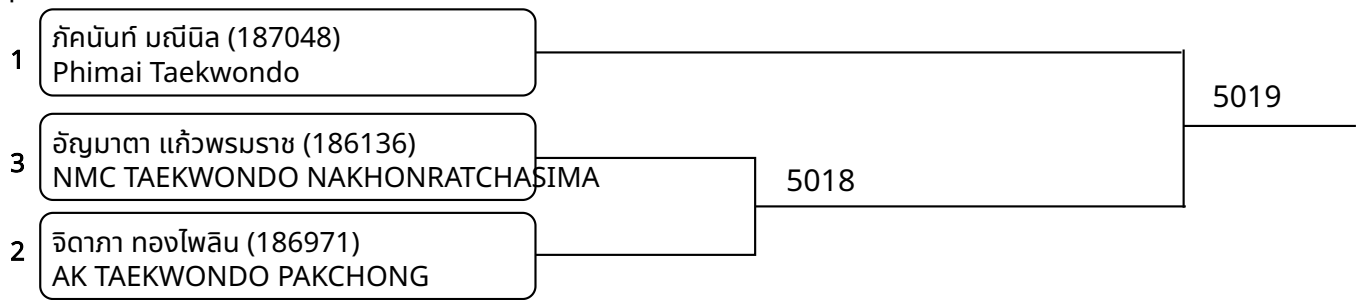 1
ภัคนันท์ มณีนิล (187048)
Phimai Taekwondo
5019
3
อัญมาตา แก้วพรมราช (186136)
NMC TAEKWONDO NAKHONRATCHASIMA
5018
2
จิดาภา ทองไพลิน (186971)
AK TAEKWONDO PAKCHONG